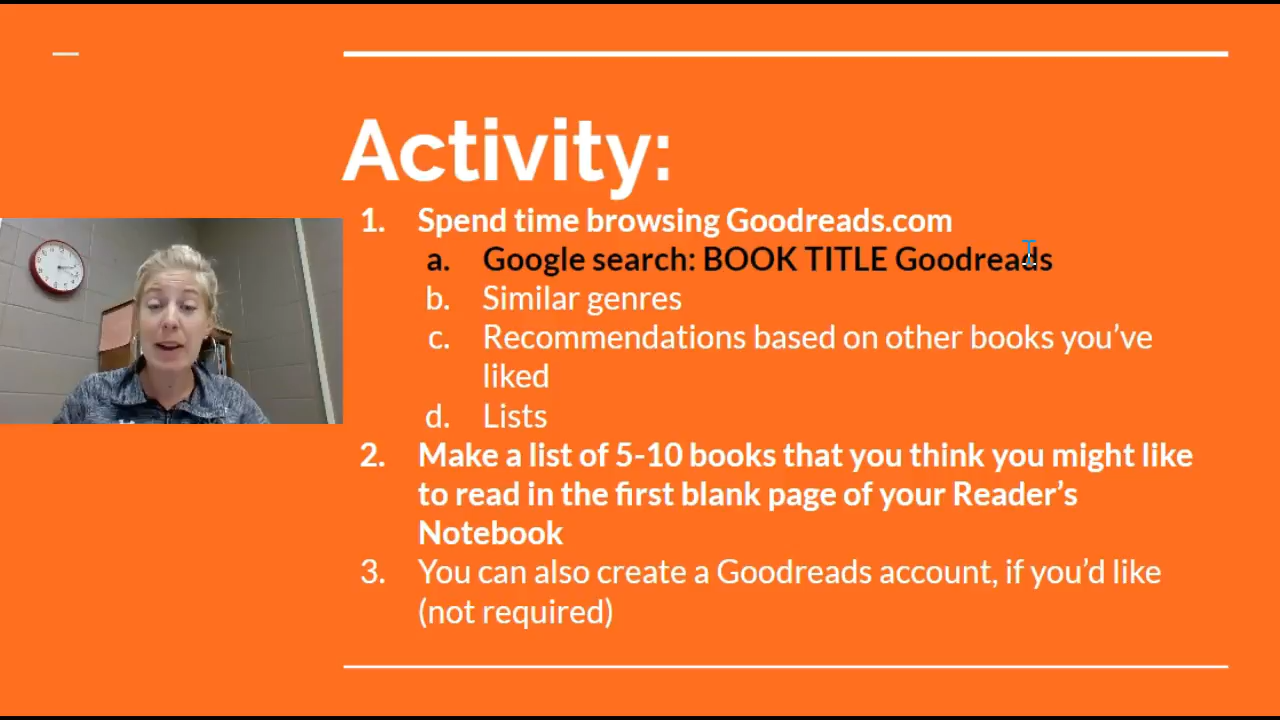 Activity:
1. Spend time browsing Goodreads.com
a. Google search: BOOK TITLE Goodreads
b. Similar genres
c. Recommendations based on other books you’ve
liked
d. Lists
2. Make a list of 5-10 books that you think you might like
to read in the first blank page of your Reader’s
Notebook
3. You can also create a Goodreads account, if you’d like
(not required)